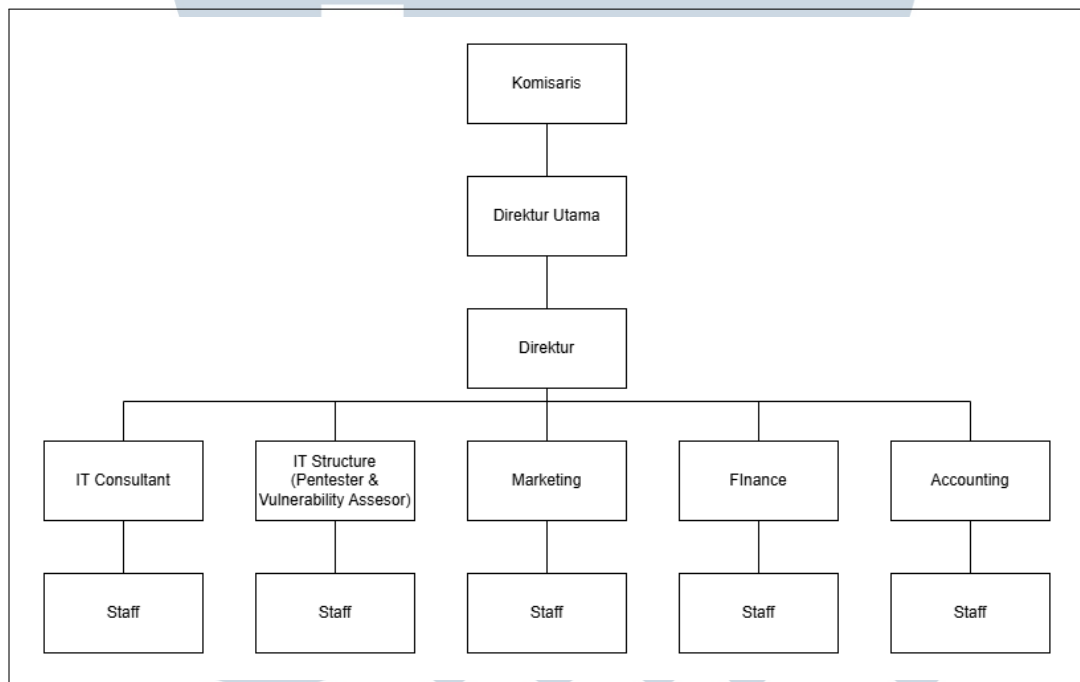 Komisaris
Direktur Utama
Direktur
IT Consultant
IT Structure
(Pentester &
Vulnerability Assesor)
Marketing
FInance
Accounting
Staff
Staff
Staff
Staff
Staff